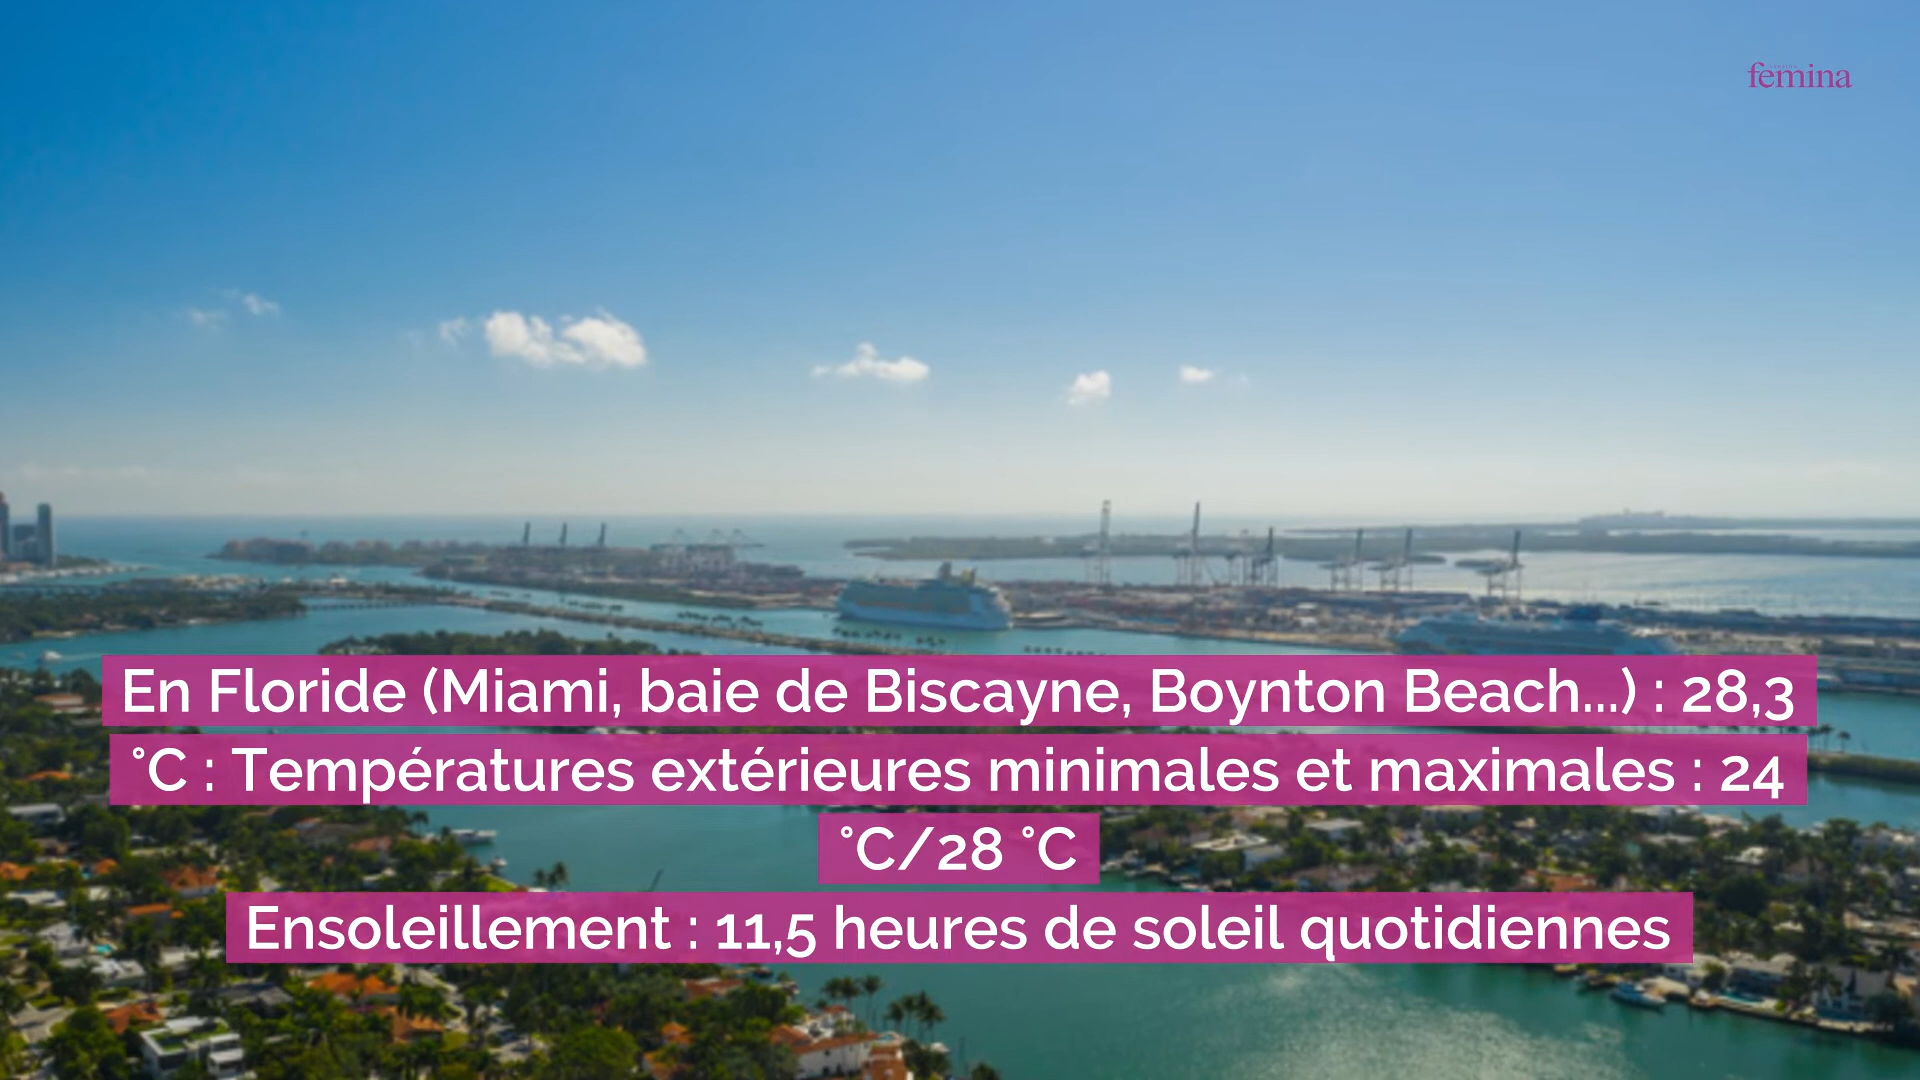 femina
En Floride (Miami, baie de Biscayne, Boynton Beach...) : 28,3
°C : Températures extérieures minimales et maximales : 24
°C/28 °C
Ensoleillement : 11,5 heures de soleil quotidiennes